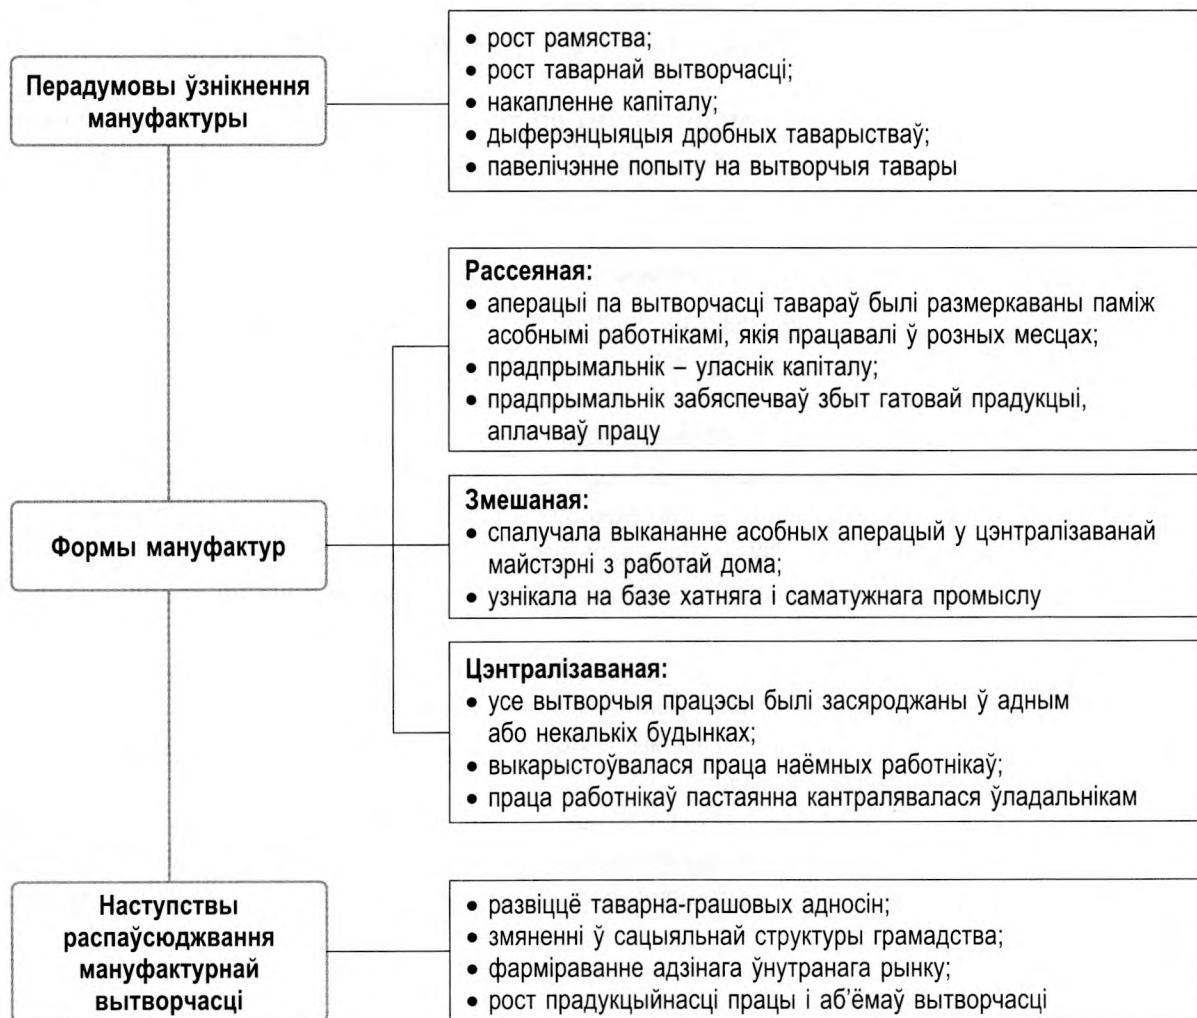 Перадумовы ўзнікнення
мануфактуры
• рост рамяства;
• рост таварнай вытворчасці;
• накапленне капіталу;
• дыферэнцыяцыя дробных таварыстваў;
• павелічэнне попыту на вытворчыя тавары
Формы мануфактур
Рассеяная:
• аперацыі па вытворчасці тавараў былі размеркаваны паміж
асобнымі работнікамі, якія працавалі ў розных месцах;
• прадпрымальнік – уласнік капіталу;
• прадпрымальнік забяспечваў збыт гатовай прадукцыі,
аплачваў працу
Змешаная:
• спалучала выкананне асобных аперацый у цэнтралізаванай
майстэрні з работай дома;
• узнікала на базе хатняга і саматужнага промыслу
Цэнтралізаваная:
• усе вытворчыя працэсы былі засяроджаны ў адным
або некалькіх будынках;
• выкарыстоўвалася праца наёмных работнікаў;
• праца работнікаў пастаянна кантралявалася ўладальнікам
Наступствы
распаўсюджвання
мануфактурнай
вытворчасці
• развіццё таварна-грашовых адносін;
• змяненні ў сацыяльнай структуры грамадства;
• фарміраванне адзінага ўнутранага рынку;
• рост прадукцыйнасці працы і аб’ёмаў вытворчасці